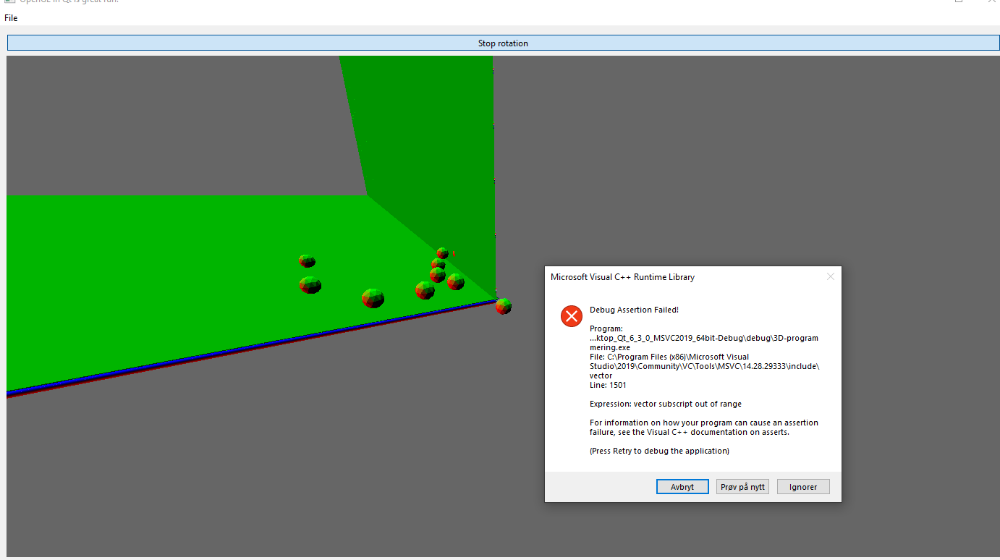 OpenGL in Qt is great fun!
File
Stop rotation
Microsoft Visual C++ Runtime Library
Debug Assertion Failed!
Program:
...ktop_Qt_6_3_0_MSVC2019_64bit-Debug\debug\3D-program
mering.exe
File: C:\Program Files (x86)\Microsoft Visual
Studio\2019\Community\VC\Tools\MSVC\14.28.29333\include\
vector
Line: 1501
Expression: vector subscript out of range
For information on how your program can cause an assertion
failure, see the Visual C++ documentation on asserts.
(Press Retry to debug the application)
Avbryt
Prøv på nytt
Ignorer